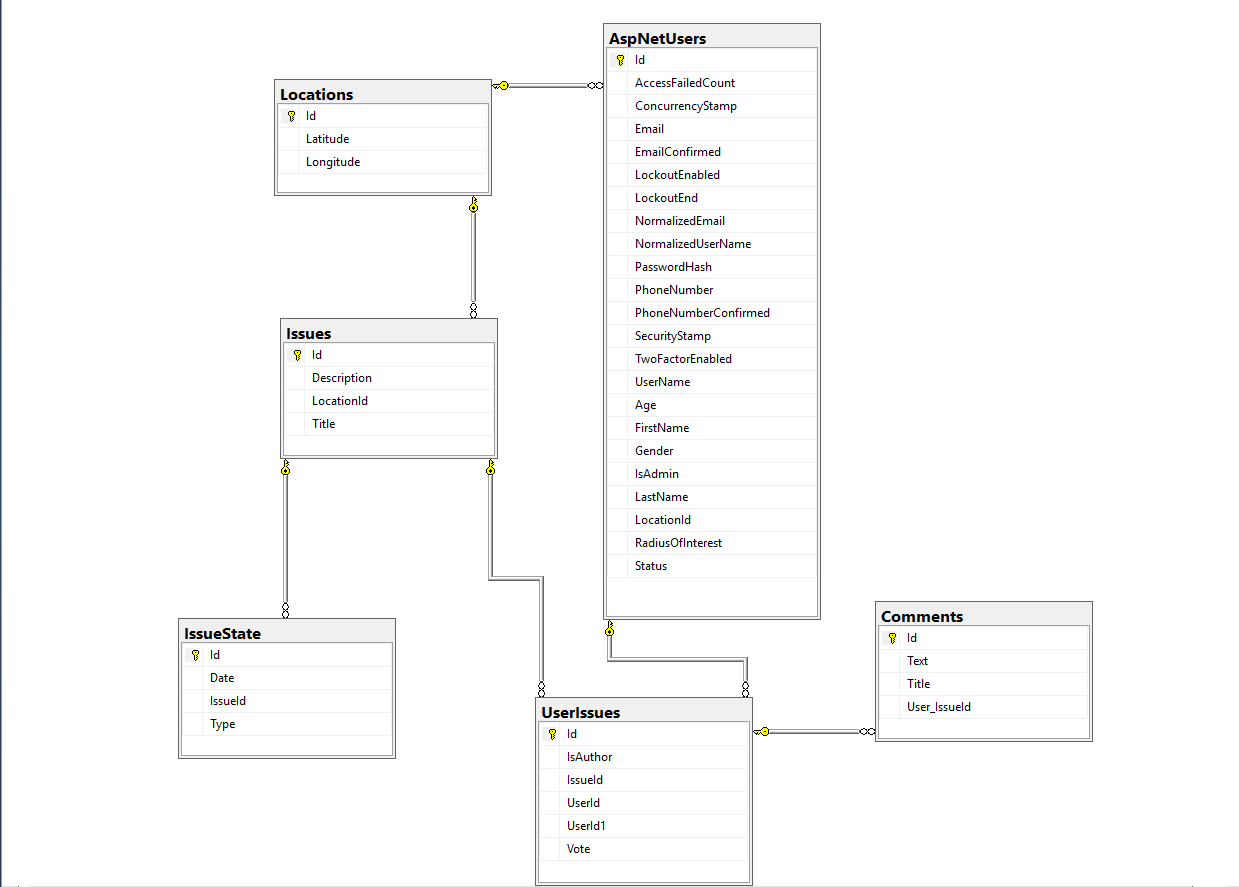 AspNetUsers
Id
AccessFailedCount
ConcurrencyStamp
Email
EmailConfirmed
LockoutEnabled
LockoutEnd
NormalizedEmail
NormalizedUserName
PasswordHash
PhoneNumber
PhoneNumberConfirmed
SecurityStamp
TwoFactorEnabled
UserName
Age
FirstName
Gender
IsAdmin
LastName
LocationId
RadiusOfInterest
Status
Locations
Id
Latitude
Longitude
Issues
Id
Description
LocationId
Title
IssueState
Id
Date
IssueId
Type
UserIssues
Id
IsAuthor
IssueId
UserId
UserId1
Vote
Comments
Id
Text
Title
User_IssueId